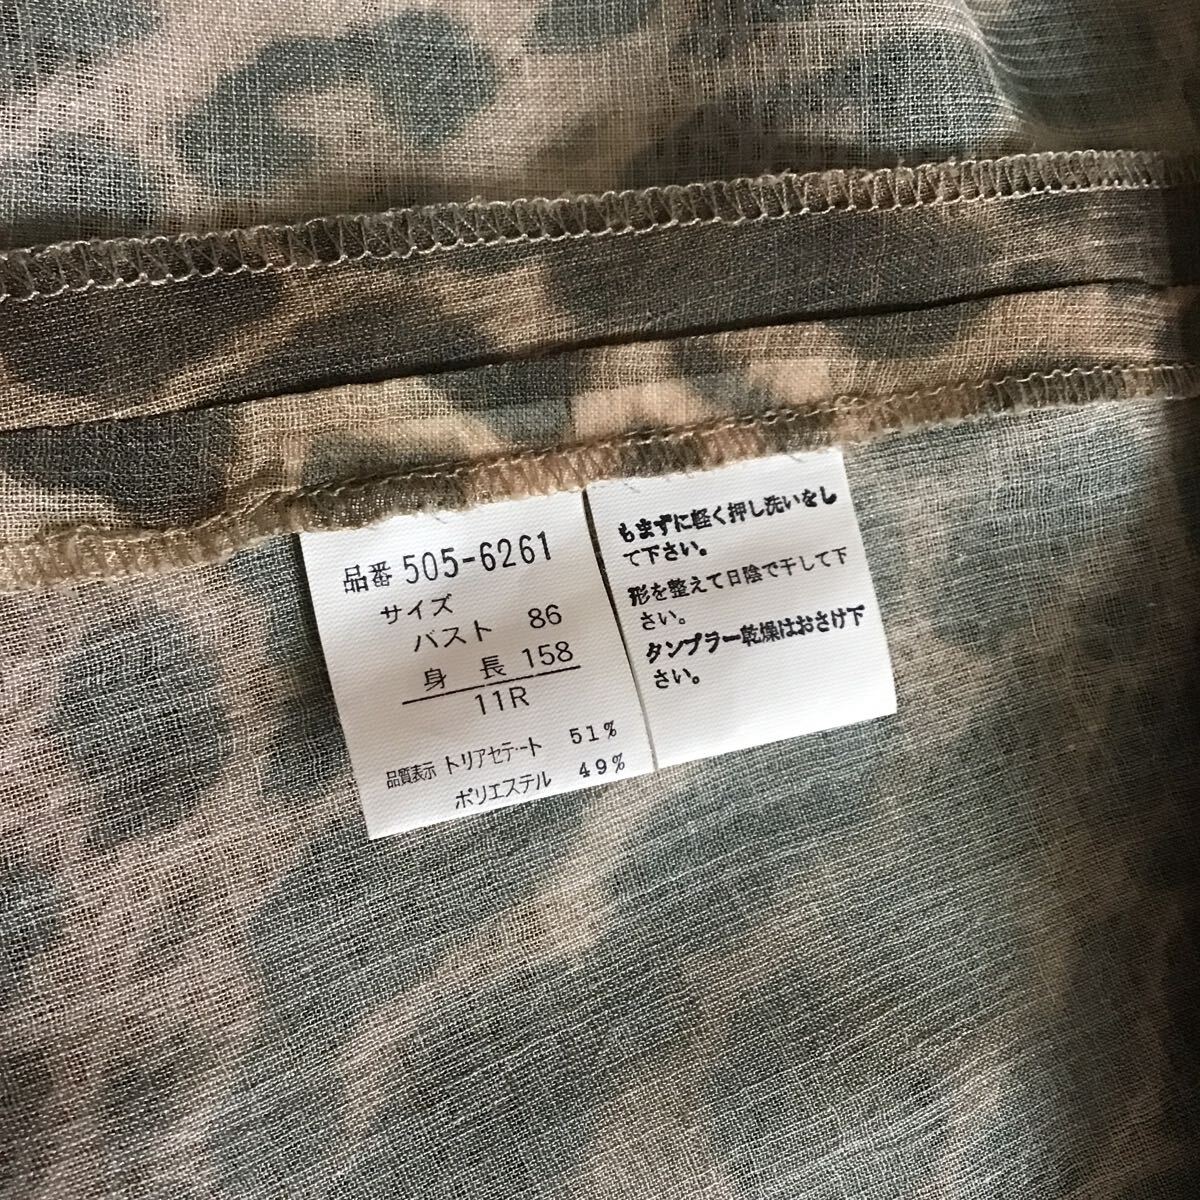 品番 505-6261
サイズ
バスト 86
身長 158
11R
品質表示 トリアセテート 51%
ポリエステル 49%
もまずに軽く押し洗いをし
て下さい。
形を整えて日陰で干して下
さい。
タンブラー乾燥はおさけ下
さい。